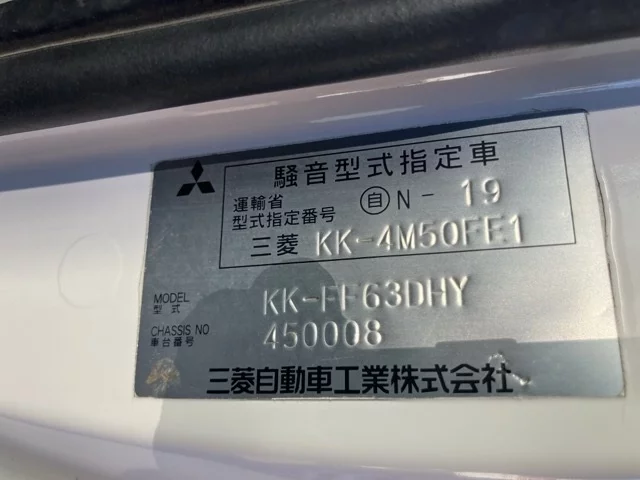 騒音型式指定車
運輸省
型式指定番号 自 N - 19
三菱 KK-4M50FE1
MODEL
型式 KK-FF63DHY
CHASSIS NO
車台番号 450008
三菱自動車工業株式会社